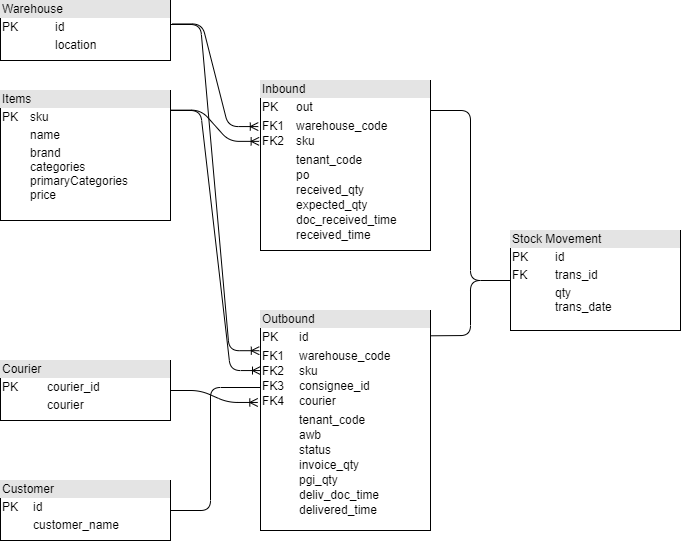 Warehouse
PK id
location
Items
PK sku
name
brand
categories
primaryCategories
price
Inbound
PK out
FK1 warehouse_code
FK2 sku
tenant_code
po
received_qty
expected_qty
doc_received_time
received_time
Stock Movement
PK id
FK trans_id
qty
trans_date
Outbound
PK id
FK1 warehouse_code
FK2 sku
FK3 consignee_id
FK4 courier
tenant_code
awb
status
invoice_qty
pgi_qty
deliv_doc_time
delivered_time
Courier
PK courier_id
courier
Customer
PK id
customer_name